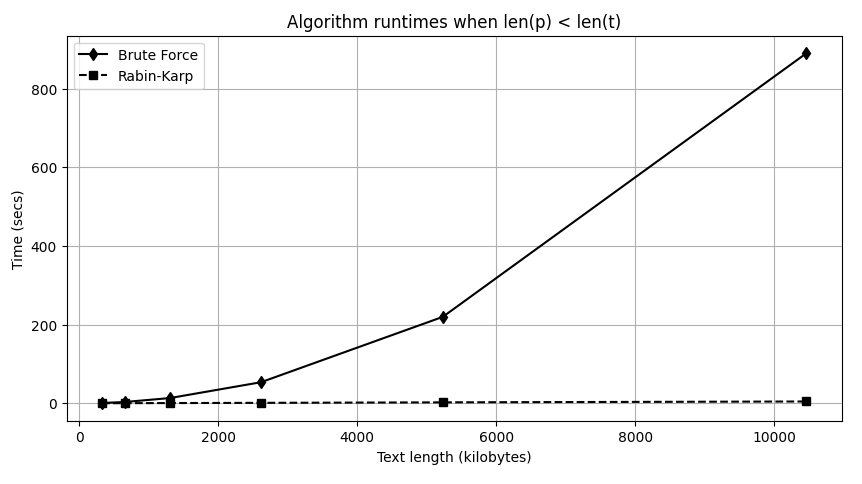 Algorithm runtimes when len(p) < len(t)
Brute Force
Rabin-Karp
800
600
400
200
0
Time (secs)
0 2000 4000 6000 8000 10000
Text length (kilobytes)